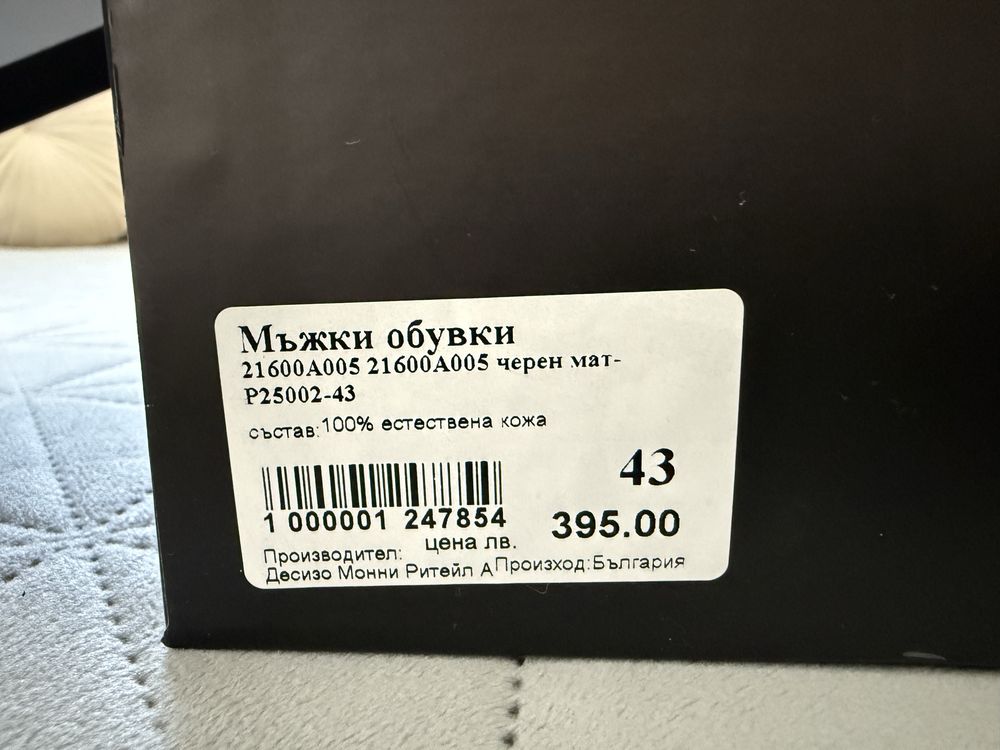 Мъжки обувки
21600A005 21600A005 черен мат-
P25002-43
състав:100% естествена кожа
43
1 000001 247854
395.00
цена лв.
Производител:
Десизо Монни Ритейл А Произход:България